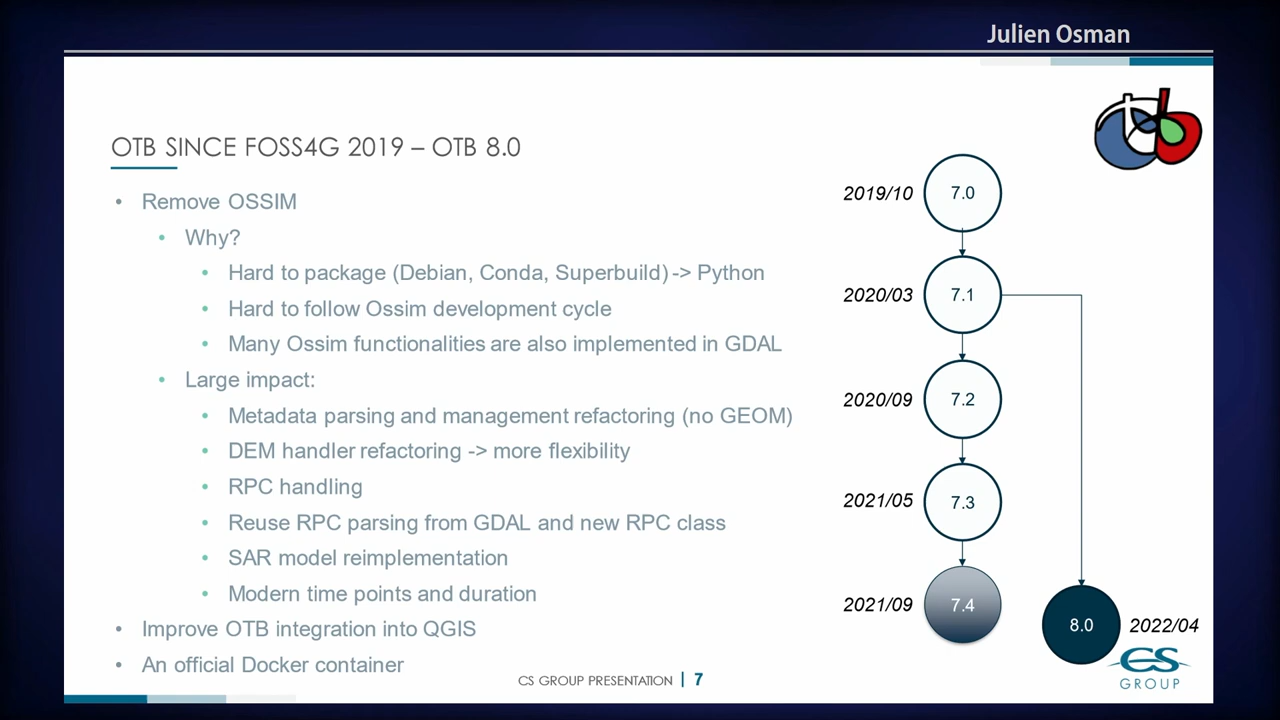 Julien Osman
OTB SINCE FOSS4G 2019 – OTB 8.0
• Remove OSSIM
• Why?
• Hard to package (Debian, Conda, Superbuild) -> Python
• Hard to follow Ossim development cycle
• Many Ossim functionalities are also implemented in GDAL
• Large impact:
• Metadata parsing and management refactoring (no GEOM)
• DEM handler refactoring -> more flexibility
• RPC handling
• Reuse RPC parsing from GDAL and new RPC class
• SAR model reimplementation
• Modern time points and duration
• Improve OTB integration into QGIS
• An official Docker container
2019/10 7.0
2020/03 7.1
2020/09 7.2
2021/05 7.3
2021/09 7.4
8.0 2022/04
otb
CS GROUP PRESENTATION | 7
CS
GROUP